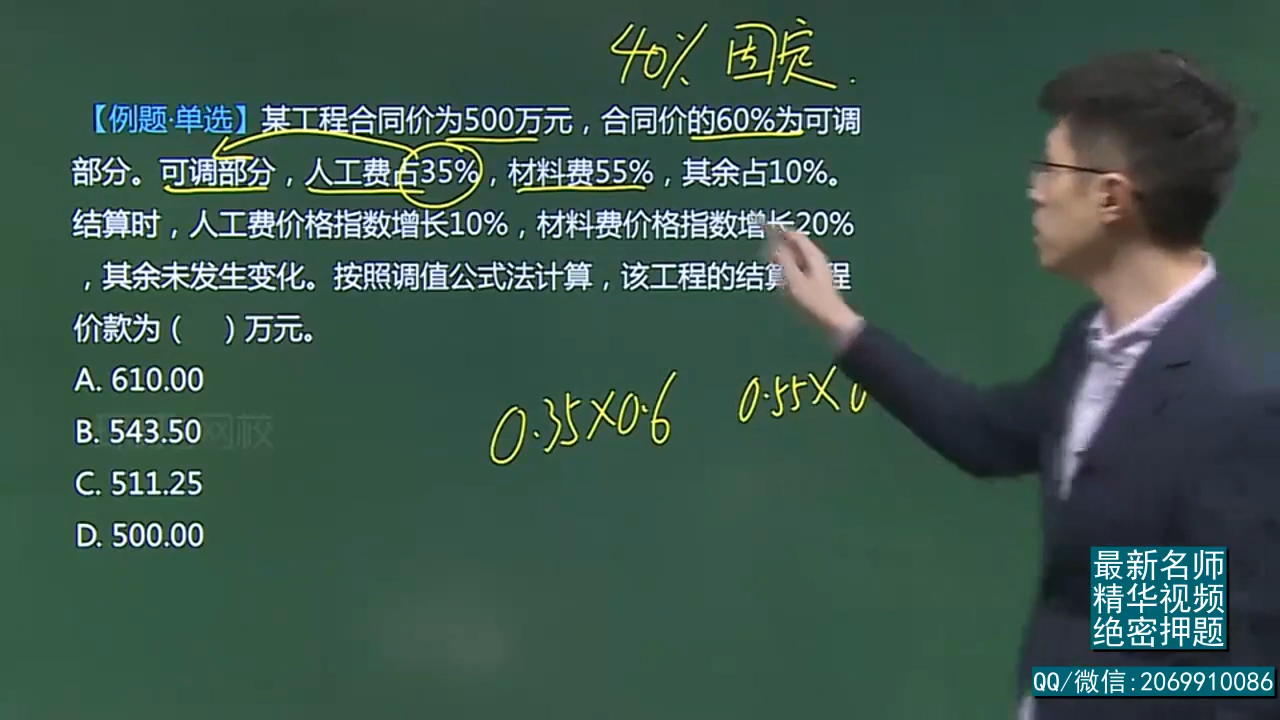 40% 固定.
【例题·单选】某工程合同价为500万元，合同价的60%为可调
部分。可调部分，人工费占35%，材料费55%，其余占10%。
结算时，人工费价格指数增长10%，材料费价格指数增长20%
，其余未发生变化。按照调值公式法计算，该工程的结算 程
价款为（ ）万元。
A. 610.00
B. 543.50
C. 511.25
D. 500.00
0.35×0.6 0.55×0
网校
最新名师
精华视频
绝密押题
QQ/微信:2069910086